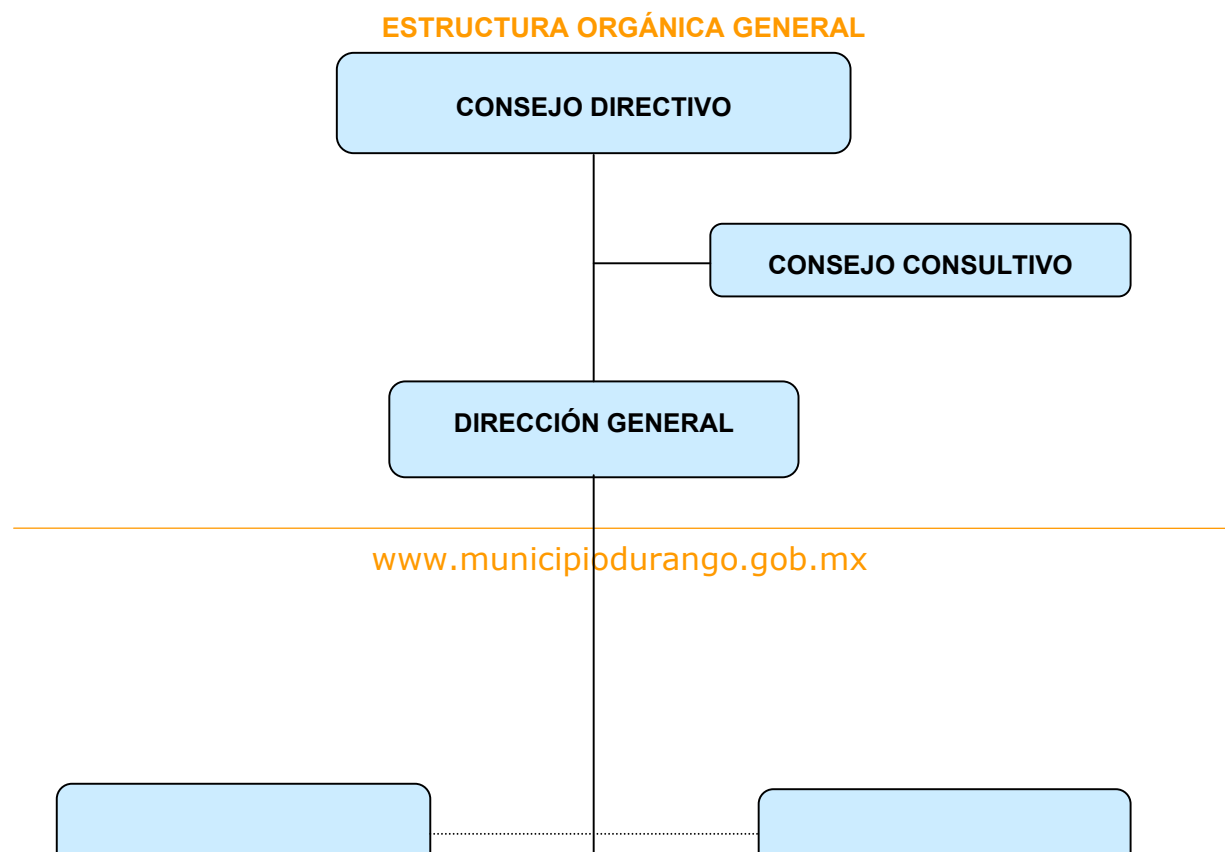 ESTRUCTURA ORGÁNICA GENERAL
CONSEJO DIRECTIVO
CONSEJO CONSULTIVO
DIRECCIÓN GENERAL
www.municipiodurango.gob.mx